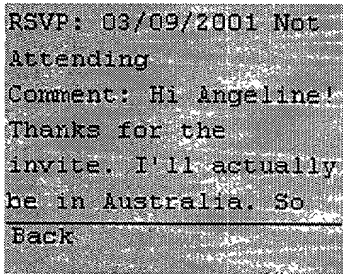 RSVP: 03/09/2001 Not
Attending
Comment: Hi Angeline!
Thanks for the
invite. I'll actually
be in Australia. So
Back